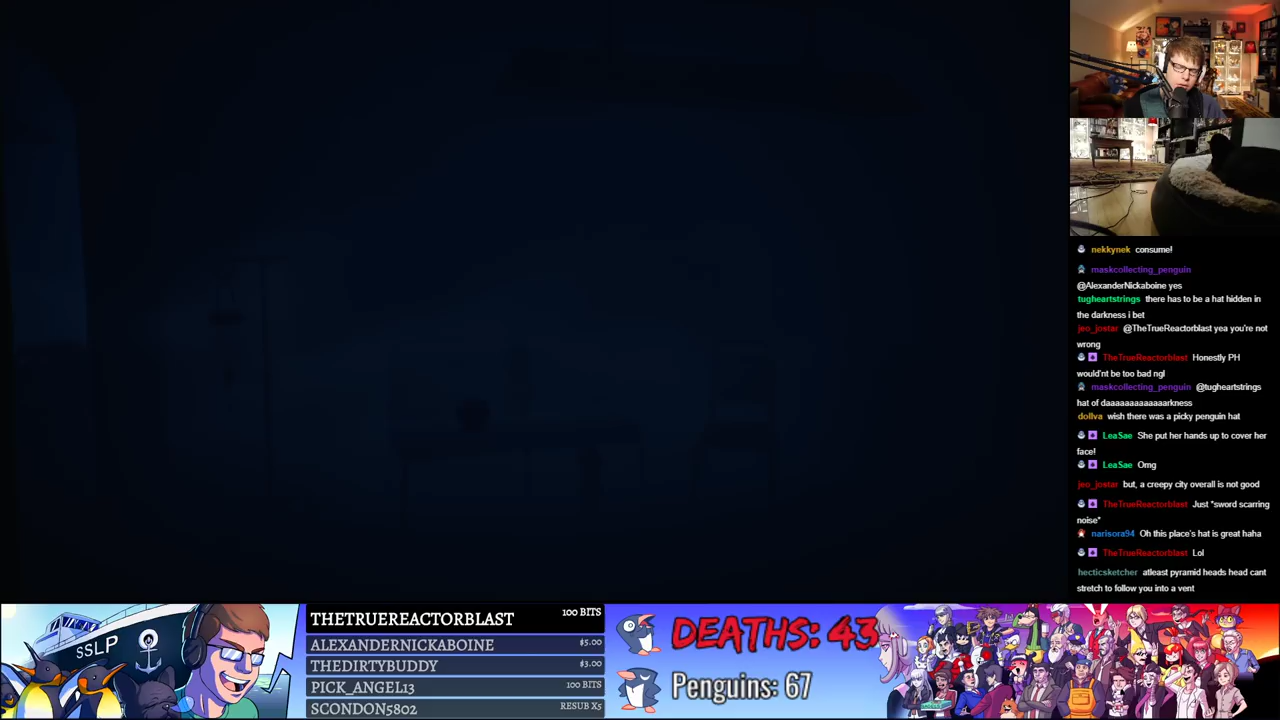 nekkynek consume!
maskcollecting_penguin
@AlexanderNickaboine yes
tugheartstrings there has to be a hat hidden in
the darkness i bet
jeo_jostar @TheTrueReactorblast yea you're not
wrong
TheTrueReactorblast Honestly PH
would'nt be too bad ngl
maskcollecting_penguin @tugheartstrings
hat of daaaaaaaaaaaarkness
dollva wish there was a picky penguin hat
LeaSae She put her hands up to cover her
face!
LeaSae Omg
jeo_jostar but, a creepy city overall is not good
TheTrueReactorblast Just *sword scarring
noise*
narisora94 Oh this place's hat is great haha
TheTrueReactorblast Lol
hecticsketcher atleast pyramid heads head cant
stretch to follow you into a vent
SSLP
THETRUEREACTORBLAST 100 BITS
ALEXANDERNICKABOINE $5.00
THEDIRTYBUDDY $3.00
PICK_ANGEL13 100 BITS
SCONDON5802 RESUB X5
DEATHS: 43
Penguins: 67